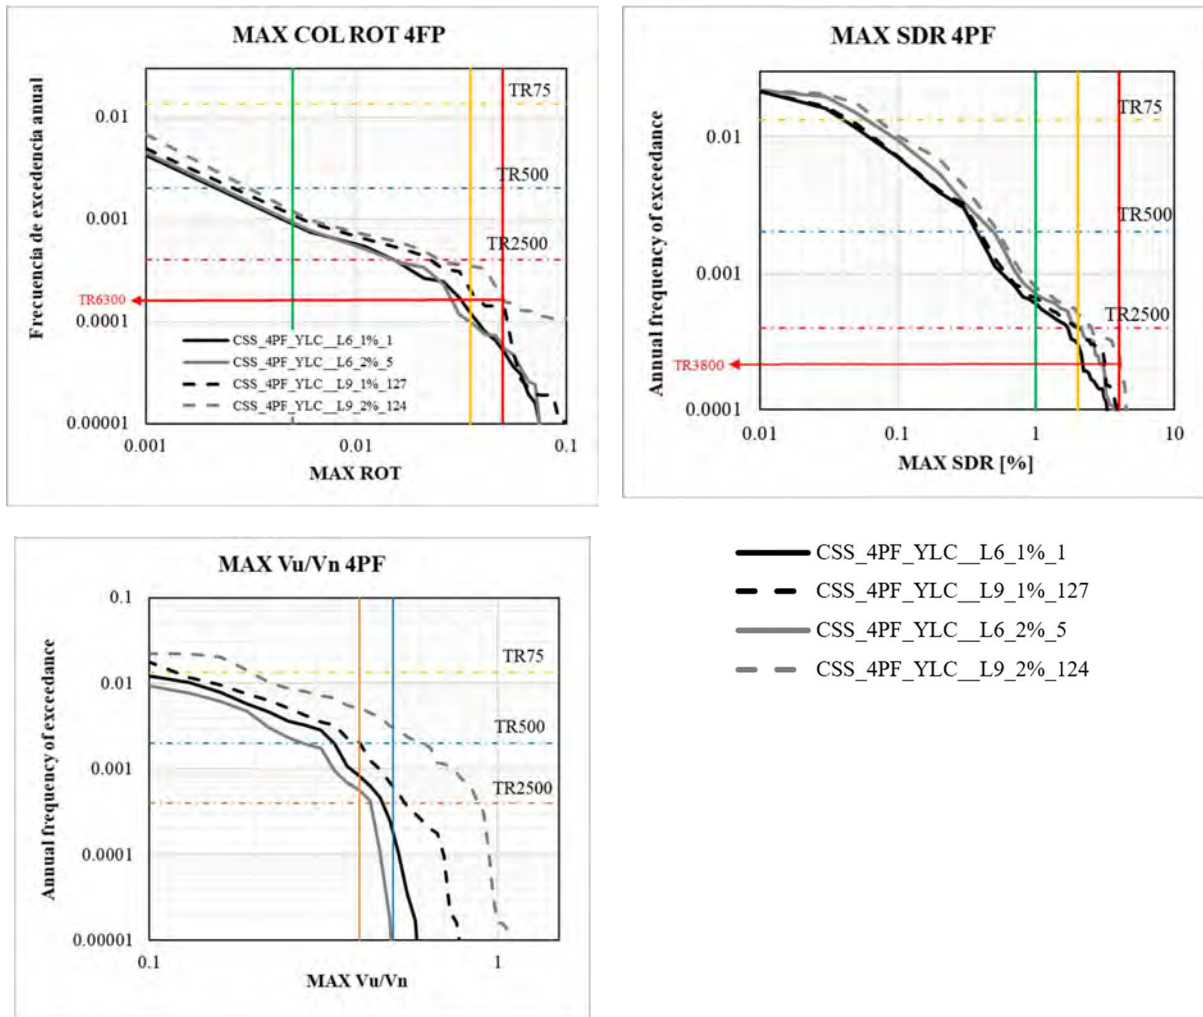 MAX COL ROT 4FP
Frecuencia de excedencia anual
0.01
0.001
0.0001
0.00001
TR75
TR500
TR2500
TR6300
CSS_4PF_YLC__L6_1%_1
CSS_4PF_YLC__L6_2%_5
CSS_4PF_YLC__L9_1%_127
CSS_4PF_YLC__L9_2%_124
0.001
0.01
0.1
MAX ROT
MAX SDR 4PF
Annual frequency of exceedance
0.01
0.001
0.0001
TR75
TR500
TR2500
TR3800
0.01
0.1
1
10
MAX SDR [%]
MAX Vu/Vn 4PF
Annual frequency of exceedance
0.1
0.01
0.001
0.0001
0.00001
TR75
TR500
TR2500
0.1
1
MAX Vu/Vn
CSS_4PF_YLC__L6_1%_1
CSS_4PF_YLC__L9_1%_127
CSS_4PF_YLC__L6_2%_5
CSS_4PF_YLC__L9_2%_124